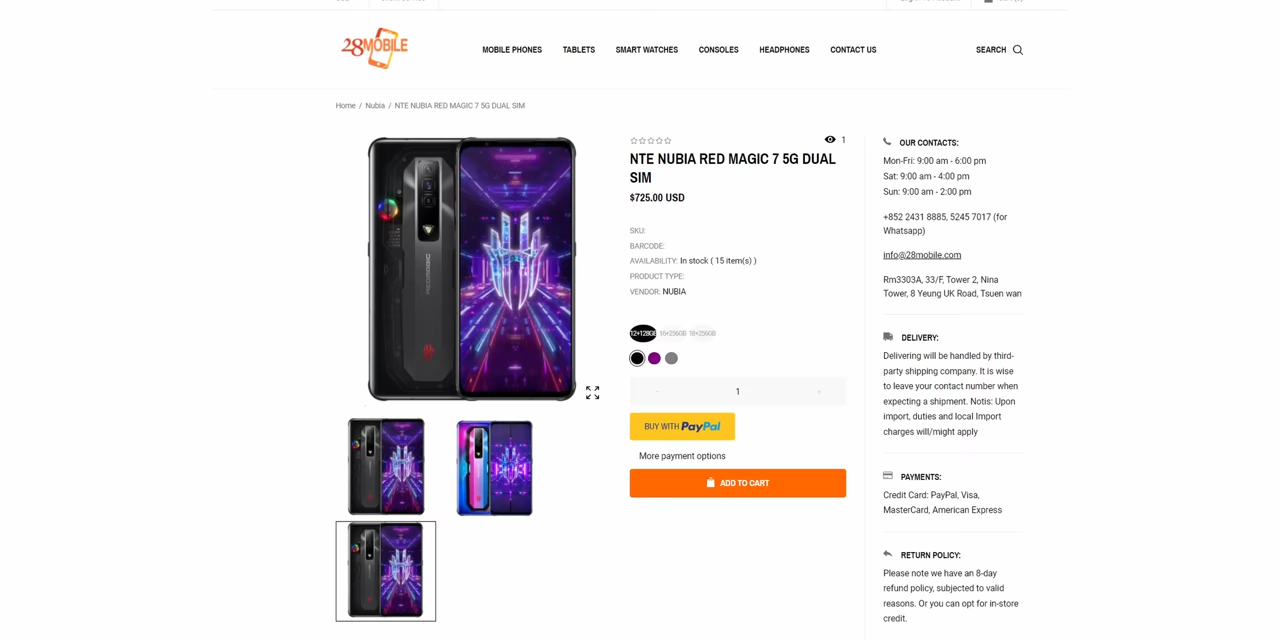 28MOBILE
MOBILE PHONES
TABLETS
SMART WATCHES
CONSOLES
HEADPHONES
CONTACT US
SEARCH
Home / Nubia / NTE NUBIA RED MAGIC 7 5G DUAL SIM
1
NTE NUBIA RED MAGIC 7 5G DUAL
SIM
$725.00 USD
SKU:
BARCODE:
AVAILABILITY: In stock ( 15 item(s) )
PRODUCT TYPE:
VENDOR: NUBIA
12+128GB 16+256GB 18+256GB
- 1 +
BUY WITH PayPal
More payment options
ADD TO CART
REDMAGIC
OUR CONTACTS:
Mon-Fri: 9:00 am - 6:00 pm
Sat: 9:00 am - 4:00 pm
Sun: 9:00 am - 2:00 pm
+852 2431 8885, 5245 7017 (for
Whatsapp)
info@28mobile.com
Rm3303A, 33/F, Tower 2, Nina
Tower, 8 Yeung UK Road, Tsuen wan
DELIVERY:
Delivering will be handled by third-
party shipping company. It is wise
to leave your contact number when
expecting a shipment. Notis: Upon
import, duties and local Import
charges will/might apply
PAYMENTS:
Credit Card: PayPal, Visa,
MasterCard, American Express
RETURN POLICY:
Please note we have an 8-day
refund policy, subjected to valid
reasons. Or you can opt for in-store
credit.